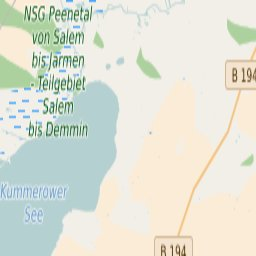 NSG Peenetal
von Salem
bis Jarmen
- Teilgebiet
Salem
bis Demmin
B 194
Kummerower
See
B 194